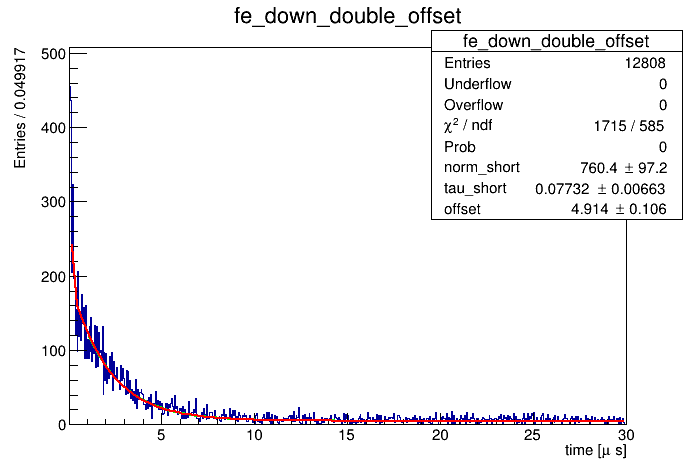 fe_down_double_offset
fe_down_double_offset
Entries 12808
Underflow 0
Overflow 0
χ² / ndf 1715 / 585
Prob 0
norm_short 760.4 ± 97.2
tau_short 0.07732 ± 0.00663
offset 4.914 ± 0.106
Entries / 0.049917
500
400
300
200
100
0
5 10 15 20 25 30
time [μ s]